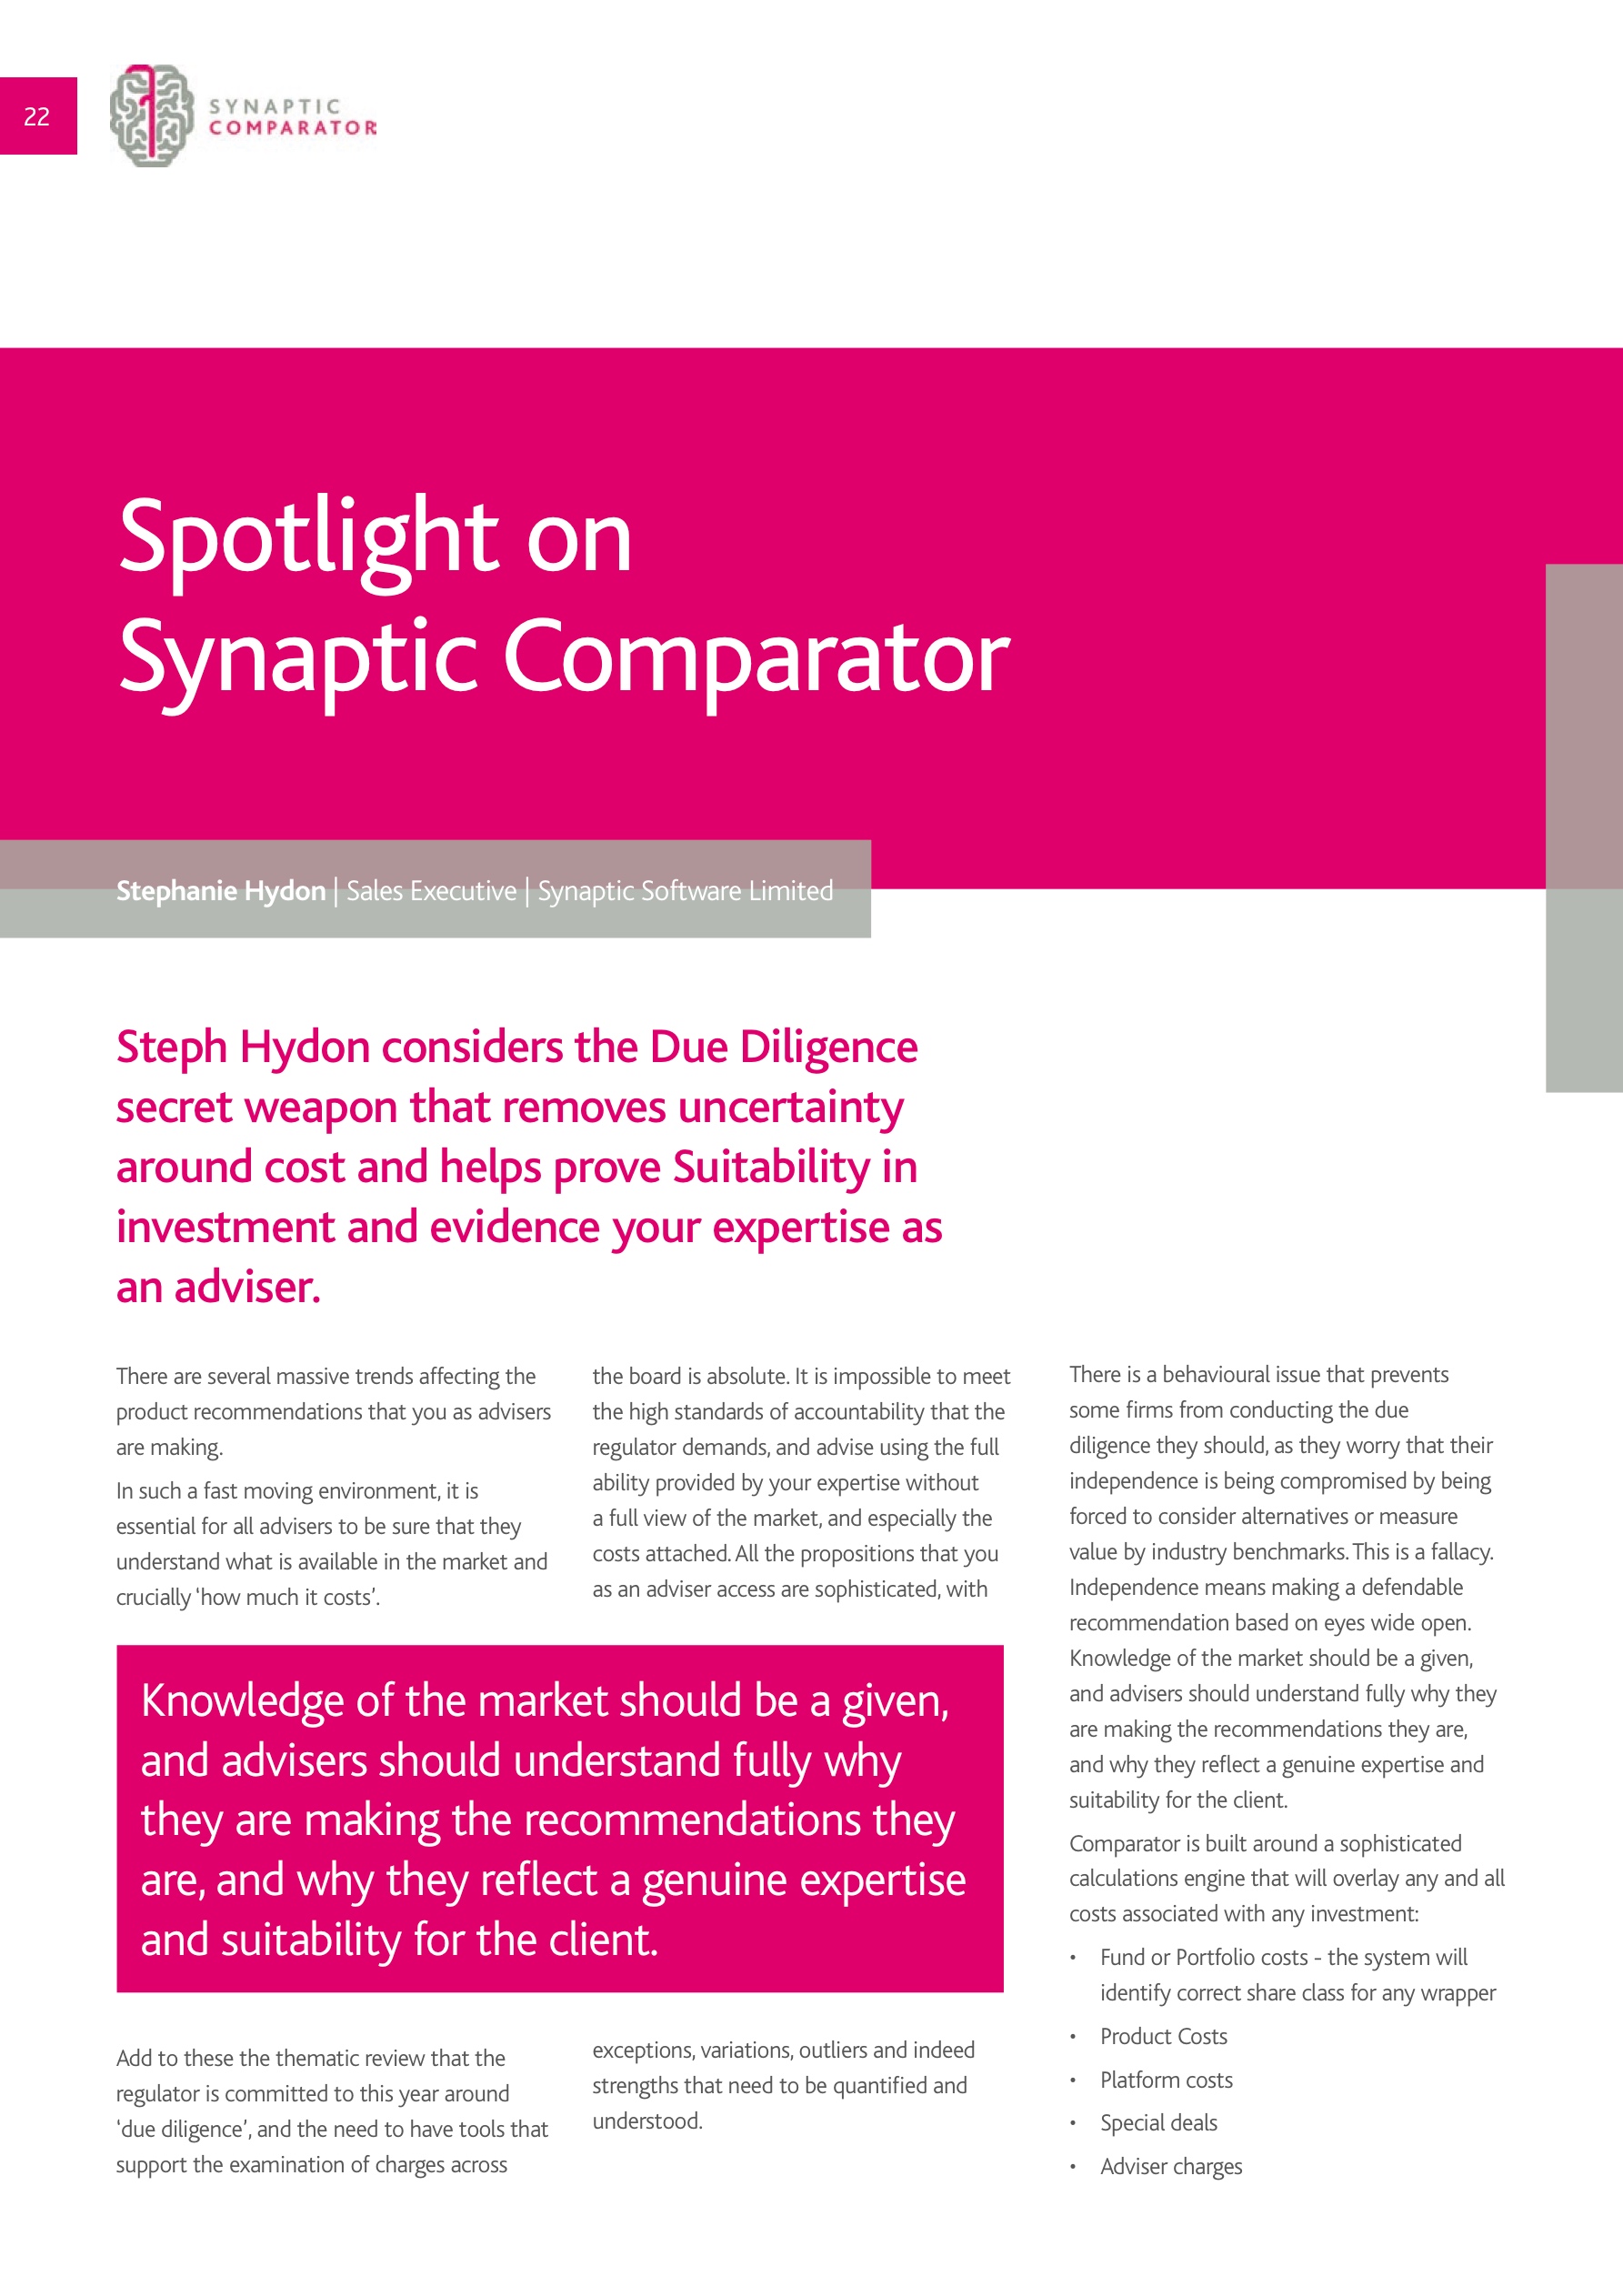 22
SYNAPTIC
COMPARATOR
Spotlight on
Synaptic Comparator
Stephanie Hydon | Sales Executive | Synaptic Software Limited
Steph Hydon considers the Due Diligence
secret weapon that removes uncertainty
around cost and helps prove Suitability in
investment and evidence your expertise as
an adviser.
There are several massive trends affecting the
product recommendations that you as advisers
are making.
In such a fast moving environment, it is
essential for all advisers to be sure that they
understand what is available in the market and
crucially ‘how much it costs’.
Add to these the thematic review that the
regulator is committed to this year around
‘due diligence’, and the need to have tools that
support the examination of charges across
the board is absolute. It is impossible to meet
the high standards of accountability that the
regulator demands, and advise using the full
ability provided by your expertise without
a full view of the market, and especially the
costs attached. All the propositions that you
as an adviser access are sophisticated, with
exceptions, variations, outliers and indeed
strengths that need to be quantified and
understood.
Knowledge of the market should be a given,
and advisers should understand fully why
they are making the recommendations they
are, and why they reflect a genuine expertise
and suitability for the client.
There is a behavioural issue that prevents
some firms from conducting the due
diligence they should, as they worry that their
independence is being compromised by being
forced to consider alternatives or measure
value by industry benchmarks. This is a fallacy.
Independence means making a defendable
recommendation based on eyes wide open.
Knowledge of the market should be a given,
and advisers should understand fully why they
are making the recommendations they are,
and why they reflect a genuine expertise and
suitability for the client.
Comparator is built around a sophisticated
calculations engine that will overlay any and all
costs associated with any investment:
• Fund or Portfolio costs - the system will
identify correct share class for any wrapper
• Product Costs
• Platform costs
• Special deals
• Adviser charges